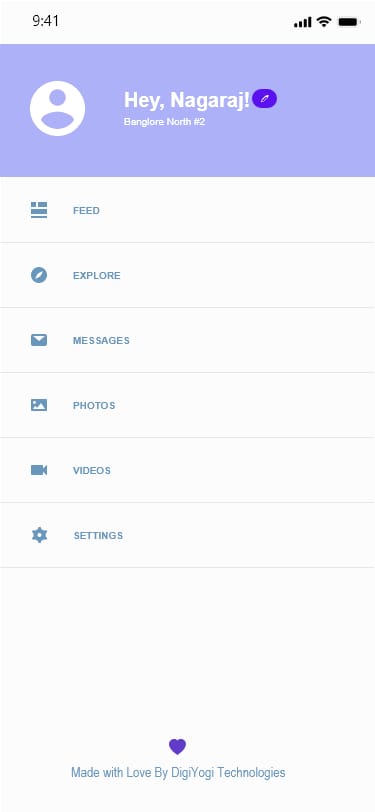 9:41
Hey, Nagaraj!
Banglore North #2
FEED
EXPLORE
MESSAGES
PHOTOS
VIDEOS
SETTINGS
Made with Love By DigiYogi Technologies